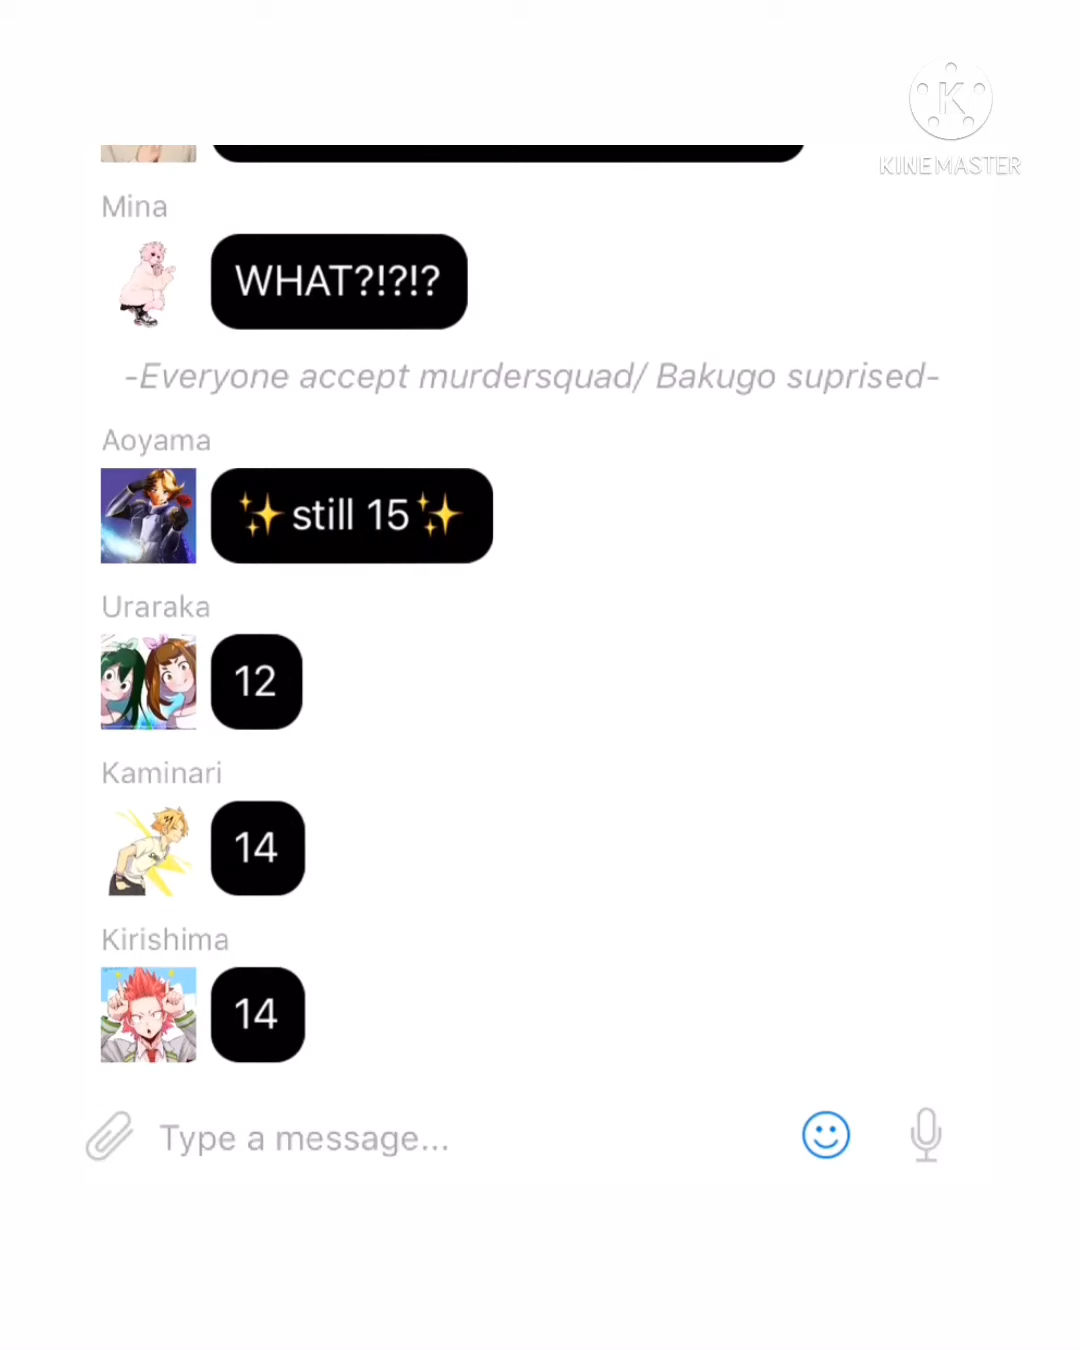 KINEMASTER
Mina
WHAT?!?!?
-Everyone accept murdersquad/ Bakugo suprised-
Aoyama
✨still 15✨
Uraraka
12
Kaminari
14
Kirishima
14
Type a message...